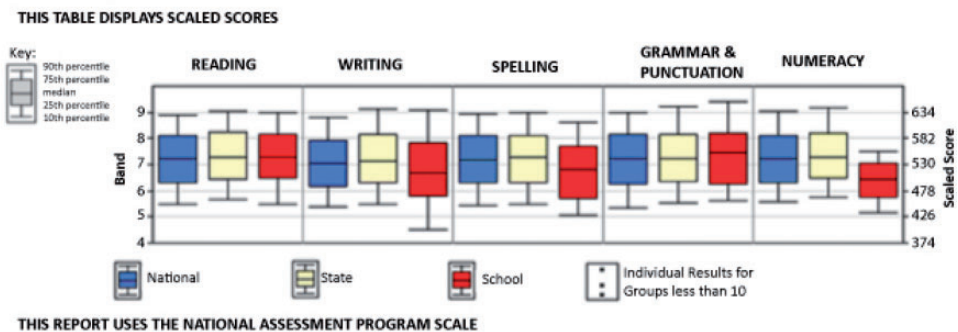 THIS TABLE DISPLAYS SCALED SCORES
Key:
90th percentile
75th percentile
median
25th percentile
10th percentile
READING
WRITING
SPELLING
GRAMMAR &
PUNCTUATION
NUMERACY
Band
9
8
7
6
5
4
634
582
530
478
426
374
Scaled Score
National
State
School
Individual Results for
Groups less than 10
THIS REPORT USES THE NATIONAL ASSESSMENT PROGRAM SCALE